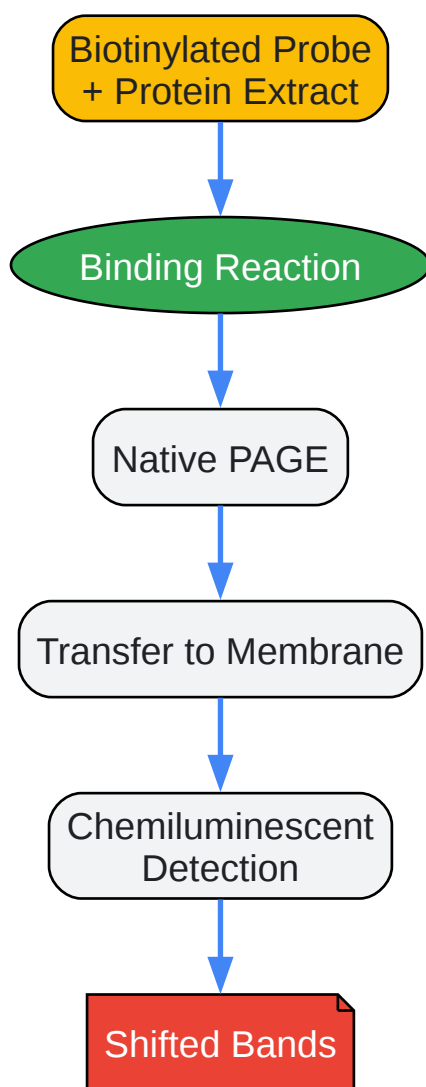 Biotinylated Probe
+ Protein Extract
Binding Reaction
Native PAGE
Transfer to Membrane
Chemiluminescent
Detection
Shifted Bands